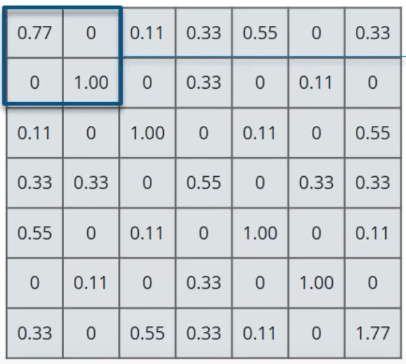 0.77 0 0.11 0.33 0.55 0 0.33
0 1.00 0 0.33 0 0.11 0
0.11 0 1.00 0 0.11 0 0.55
0.33 0.33 0 0.55 0 0.33 0.33
0.55 0 0.11 0 1.00 0 0.11
0 0.11 0 0.33 0 1.00 0
0.33 0 0.55 0.33 0.11 0 1.77